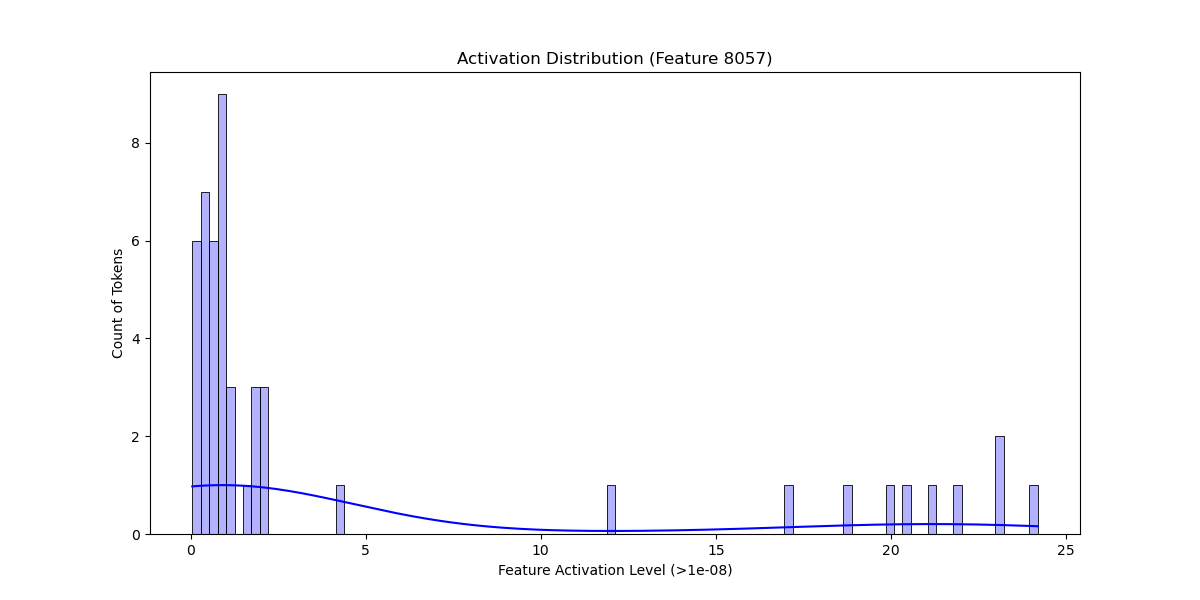 Activation Distribution (Feature 8057)
Count of Tokens
8
6
4
2
0
0 5 10 15 20 25
Feature Activation Level (>1e-08)